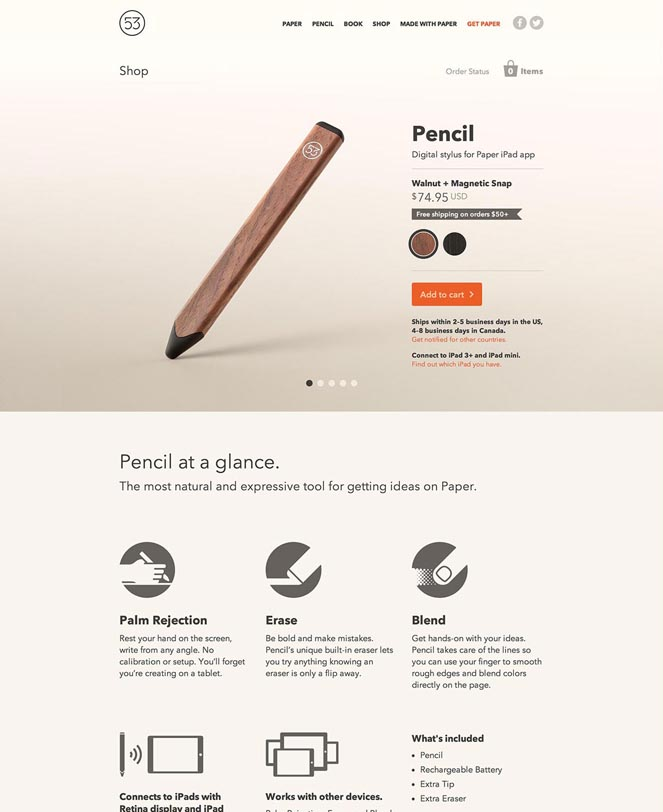 53
PAPER PENCIL BOOK SHOP MADE WITH PAPER GET PAPER
Shop
Order Status 0 Items
53
Pencil
Digital stylus for Paper iPad app
Walnut + Magnetic Snap
$74.95 USD
Free shipping on orders $50+
Add to cart
Ships within 2–5 business days in the US,
4–8 business days in Canada.
Get notified for other countries.
Connect to iPad 3+ and iPad mini.
Find out which iPad you have.
Pencil at a glance.
The most natural and expressive tool for getting ideas on Paper.
Palm Rejection
Rest your hand on the screen,
write from any angle. No
calibration or setup. You’ll forget
you’re creating on a tablet.
Erase
Be bold and make mistakes.
Pencil’s unique built-in eraser lets
you try anything knowing an
eraser is only a flip away.
Blend
Get hands-on with your ideas.
Pencil takes care of the lines so
you can use your finger to smooth
rough edges and blend colors
directly on the page.
Connects to iPads with
Retina display and iPad
Works with other devices.
What's included
• Pencil
• Rechargeable Battery
• Extra Tip
• Extra Eraser